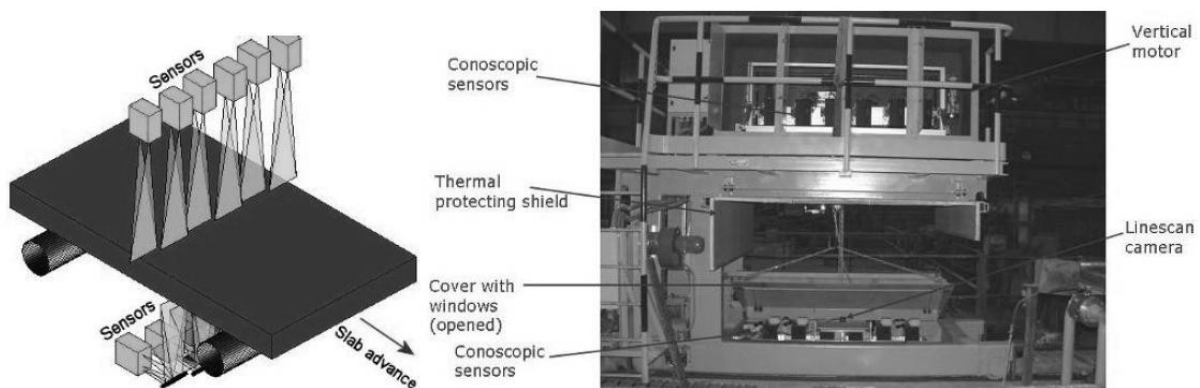 Sensors
Sensors
Slab advance
Conoscopic
sensors
Thermal
protecting shield
Cover with
windows
(opened)
Conoscopic
sensors
Vertical
motor
Linescan
camera